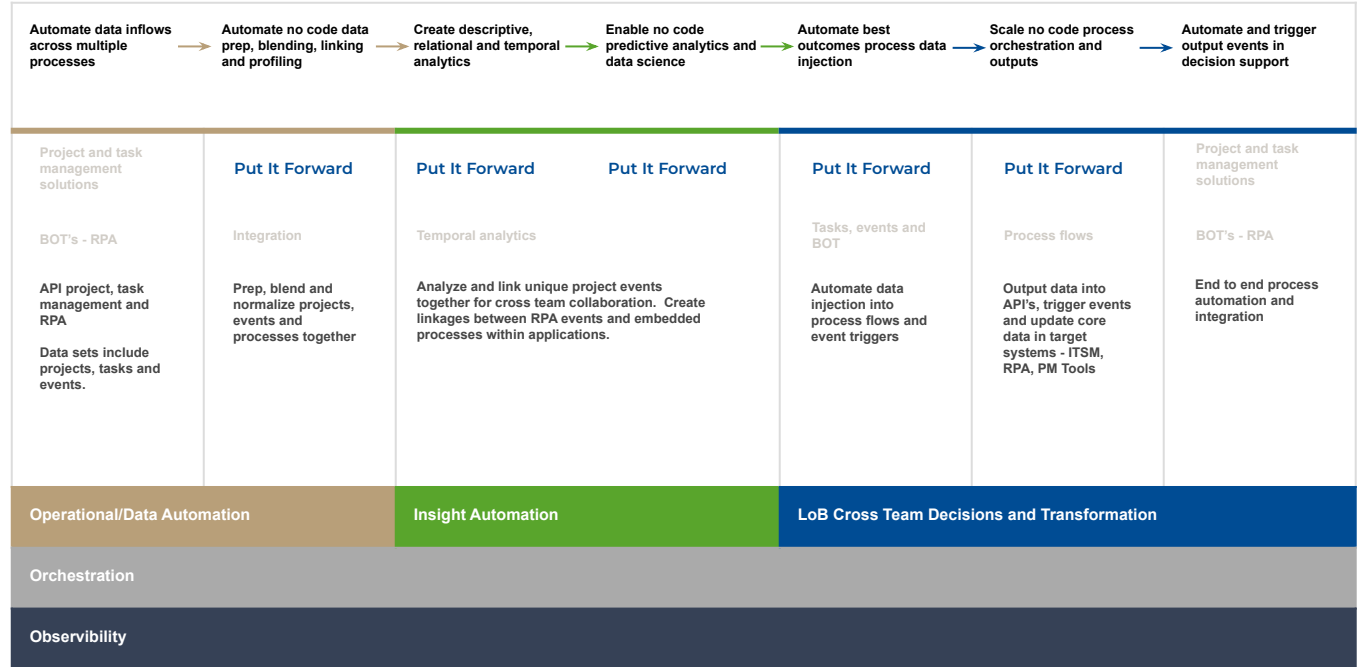 Automate data inflows
across multiple
processes
Automate no code data
prep, blending, linking
and profiling
Create descriptive,
relational and temporal
analytics
Enable no code
predictive analytics and
data science
Automate best
outcomes process data
injection
Scale no code process
orchestration and
outputs
Automate and trigger
output events in
decision support
Project and task
management
solutions
BOT's - RPA
API project, task
management and
RPA
Data sets include
projects, tasks and
events.
Put It Forward
Integration
Prep, blend and
normalize projects,
events and
processes together
Put It Forward
Put It Forward
Temporal analytics
Analyze and link unique project events
together for cross team collaboration. Create
linkages between RPA events and embedded
processes within applications.
Put It Forward
Tasks, events and
BOT
Automate data
injection into
process flows and
event triggers
Put It Forward
Process flows
Output data into
API's, trigger events
and update core
data in target
systems - ITSM,
RPA, PM Tools
Project and task
management
solutions
BOT's - RPA
End to end process
automation and
integration
Operational/Data Automation
Insight Automation
LoB Cross Team Decisions and Transformation
Orchestration
Observibility